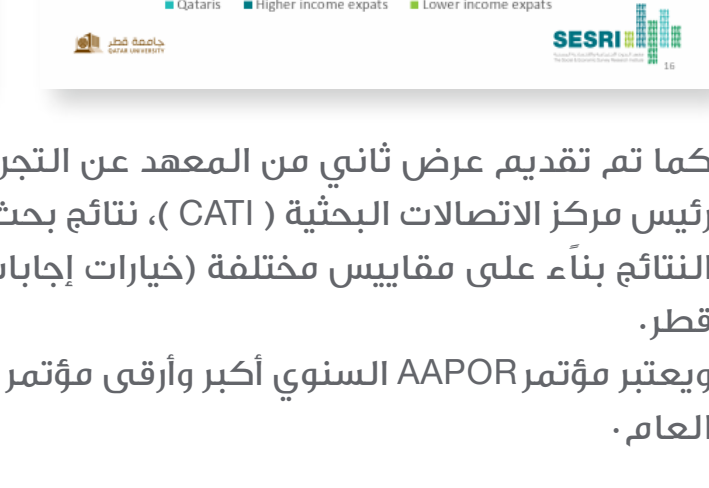 Qataris Higher income expats Lower income expats
جامعة قطر
QATAR UNIVERSITY
SESRI
16
كما تم تقديم عرض ثاني من المعهد عن التجر
رئيس مركز الاتصالات البحثية ( CATI )، نتائج بحث
النتائج بناًء على مقاييس مختلفة (خيارات إجابات
قطر.
ويعتبر مؤتمر AAPOR السنوي أكبر وأرقى مؤتمر
العام.